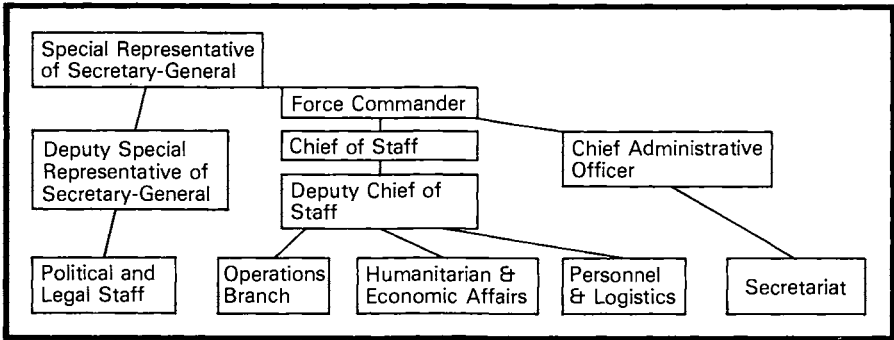 Special Representative
of Secretary-General
Force Commander
Chief of Staff
Chief Administrative
Officer
Deputy Special
Representative of
Secretary-General
Deputy Chief of
Staff
Political and
Legal Staff
Operations
Branch
Humanitarian &
Economic Affairs
Personnel
& Logistics
Secretariat